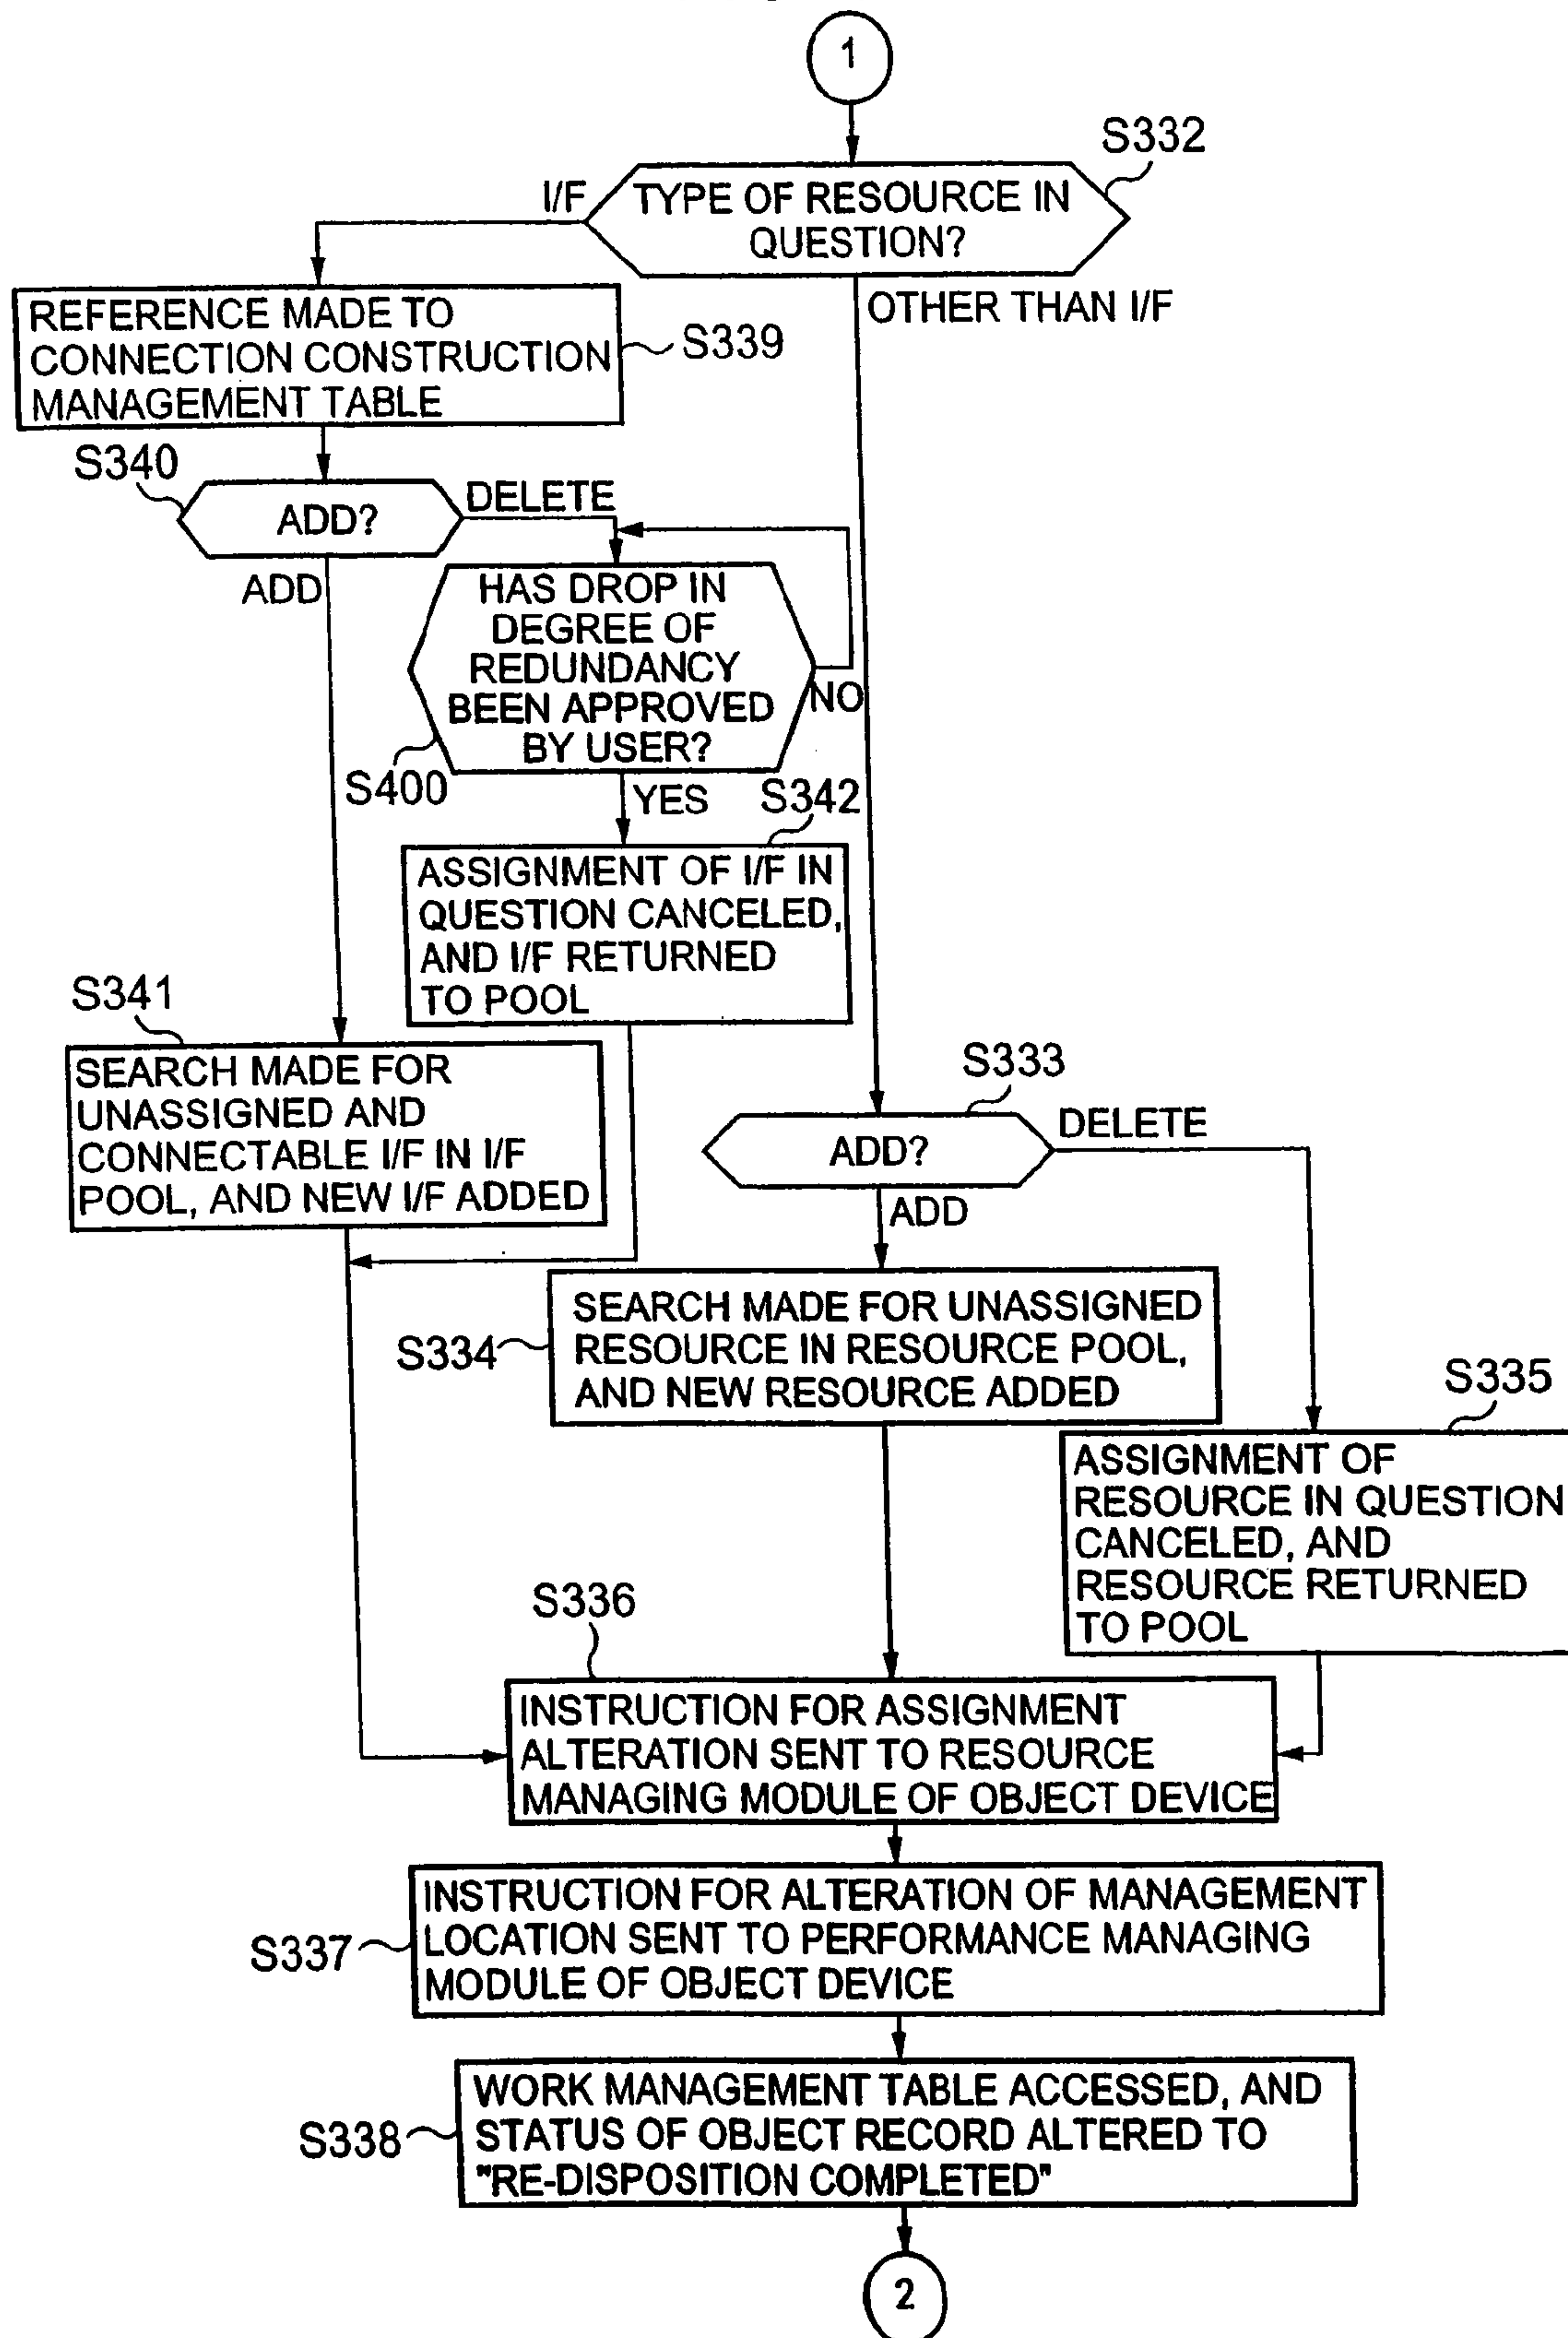 1
S332
I/F
TYPE OF RESOURCE IN
QUESTION?
OTHER THAN I/F
REFERENCE MADE TO
CONNECTION CONSTRUCTION
MANAGEMENT TABLE
S339
S340
ADD?
DELETE
ADD
HAS DROP IN
DEGREE OF
REDUNDANCY
BEEN APPROVED
BY USER?
NO
S400
YES
S342
ASSIGNMENT OF I/F IN
QUESTION CANCELED,
AND I/F RETURNED
TO POOL
S341
SEARCH MADE FOR
UNASSIGNED AND
CONNECTABLE I/F IN I/F
POOL, AND NEW I/F ADDED
S333
ADD?
DELETE
ADD
SEARCH MADE FOR UNASSIGNED
RESOURCE IN RESOURCE POOL,
AND NEW RESOURCE ADDED
S334
S335
ASSIGNMENT OF
RESOURCE IN QUESTION
CANCELED, AND
RESOURCE RETURNED
TO POOL
S336
INSTRUCTION FOR ASSIGNMENT
ALTERATION SENT TO RESOURCE
MANAGING MODULE OF OBJECT DEVICE
INSTRUCTION FOR ALTERATION OF MANAGEMENT
LOCATION SENT TO PERFORMANCE MANAGING
MODULE OF OBJECT DEVICE
S337
WORK MANAGEMENT TABLE ACCESSED, AND
STATUS OF OBJECT RECORD ALTERED TO
"RE-DISPOSITION COMPLETED"
S338
2